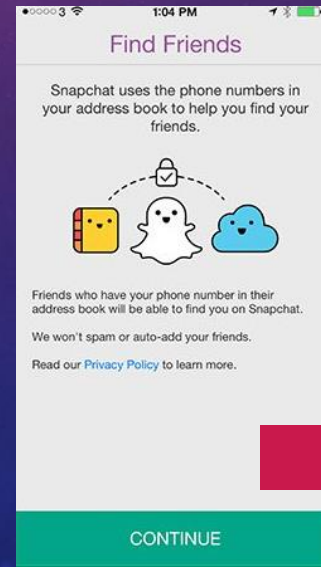 3 1:04 PM
Find Friends
Snapchat uses the phone numbers in
your address book to help you find your
friends.
Friends who have your phone number in their
address book will be able to find you on Snapchat.
We won't spam or auto-add your friends.
Read our Privacy Policy to learn more.
CONTINUE